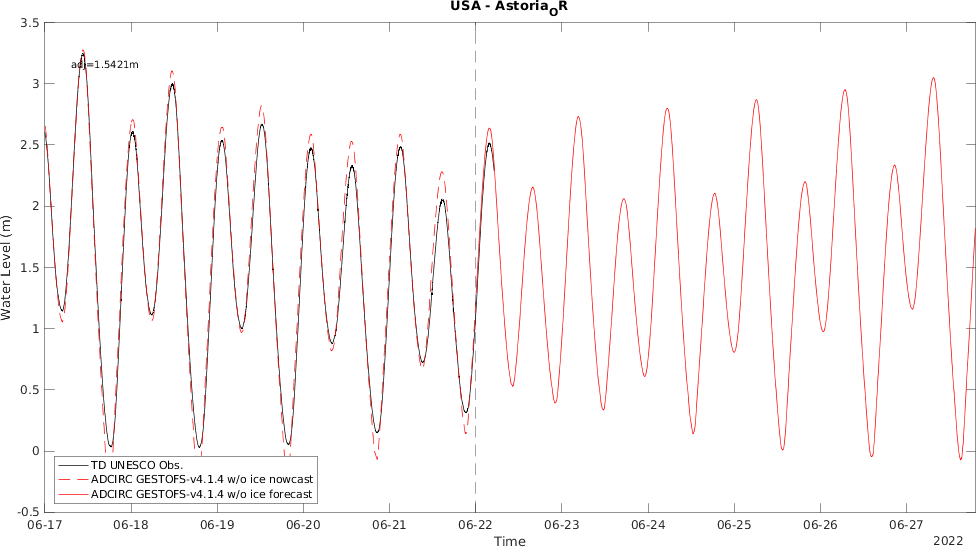 USA - Astoria_OR
3.5
3
2.5
2
1.5
1
0.5
0
-0.5
Water Level (m)
adj=1.5421m
TD UNESCO Obs.
ADCIRC GESTOFS-v4.1.4 w/o ice nowcast
ADCIRC GESTOFS-v4.1.4 w/o ice forecast
06-17 06-18 06-19 06-20 06-21 06-22 06-23 06-24 06-25 06-26 06-27
Time
2022